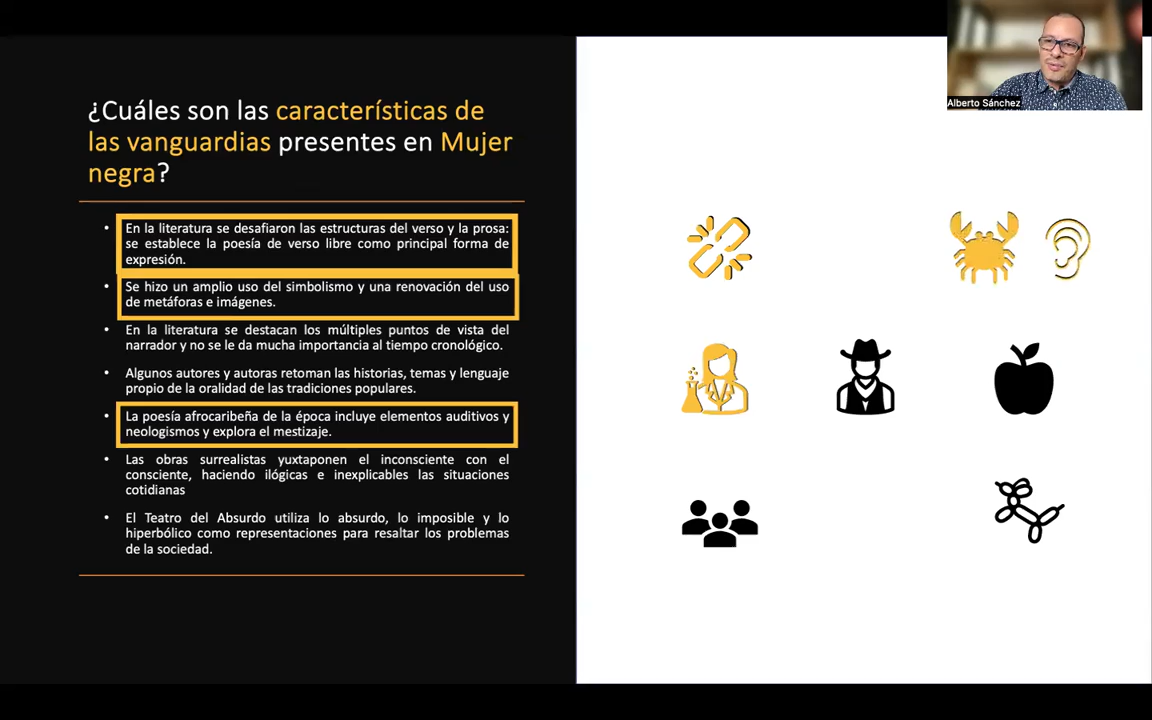 Alberto Sánchez
¿Cuáles son las características de
las vanguardias presentes en Mujer
negra?
• En la literatura se desafiaron las estructuras del verso y la prosa:
se establece la poesía de verso libre como principal forma de
expresión.
• Se hizo un amplio uso del simbolismo y una renovación del uso
de metáforas e imágenes.
• En la literatura se destacan los múltiples puntos de vista del
narrador y no se le da mucha importancia al tiempo cronológico.
• Algunos autores y autoras retoman las historias, temas y lenguaje
propio de la oralidad de las tradiciones populares.
• La poesía afrocaribeña de la época incluye elementos auditivos y
neologismos y explora el mestizaje.
• Las obras surrealistas yuxtaponen el inconsciente con el
consciente, haciendo ilógicas e inexplicables las situaciones
cotidianas
• El Teatro del Absurdo utiliza lo absurdo, lo imposible y lo
hiperbólico como representaciones para resaltar los problemas
de la sociedad.